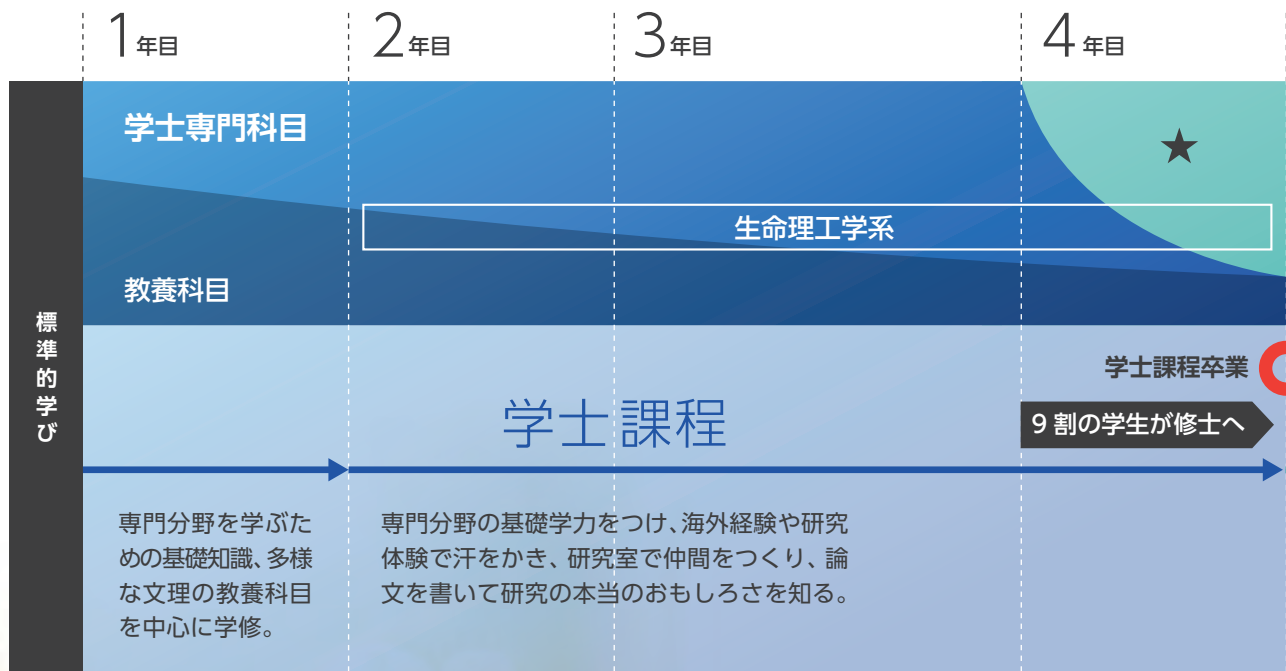 1年目
2年目
3年目
4年目
標準的学び
学士専門科目
★
生命理工学系
教養科目
学士課程卒業
学士課程
9割の学生が修士へ
専門分野を学ぶた
めの基礎知識、多様
な文理の教養科目
を中心に学修。
専門分野の基礎学力をつけ、海外経験や研究
体験で汗をかき、研究室で仲間をつくり、論
文を書いて研究の本当のおもしろさを知る。